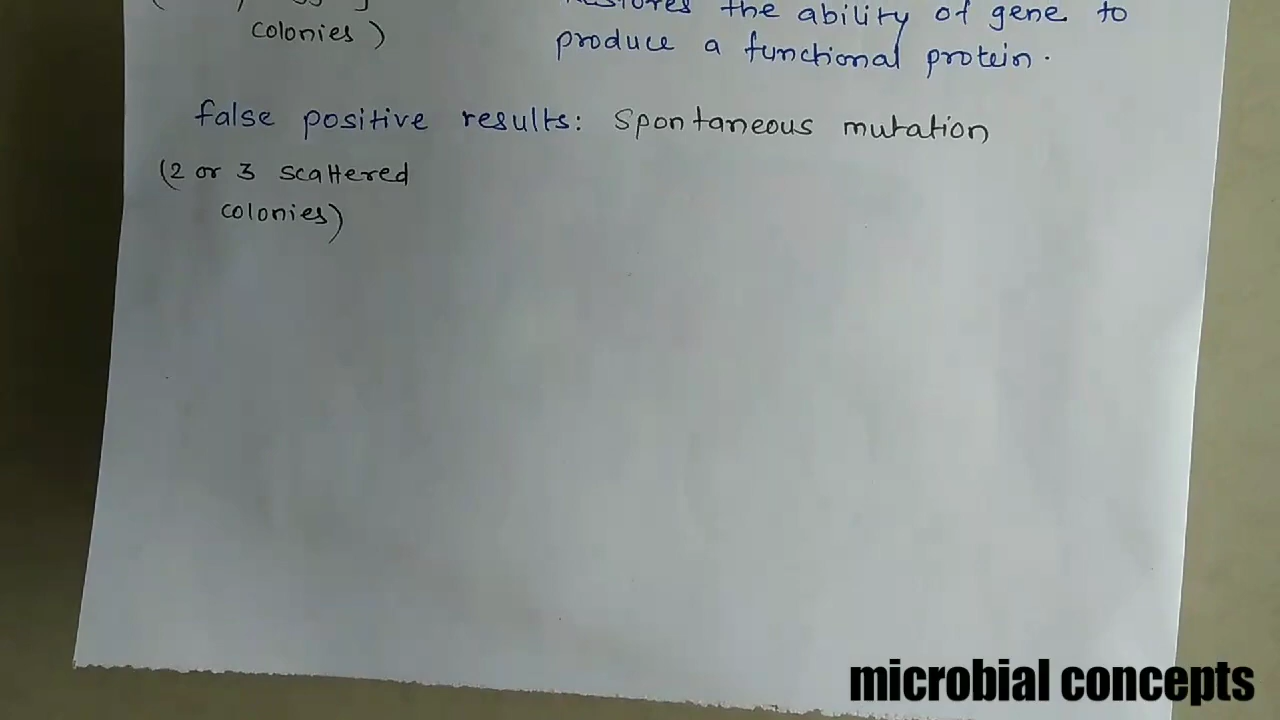 restores the ability of gene to
colonies)
produce a functional protein.
false positive results: Spontaneous mutation
(2 or 3 scattered
colonies)
microbial concepts